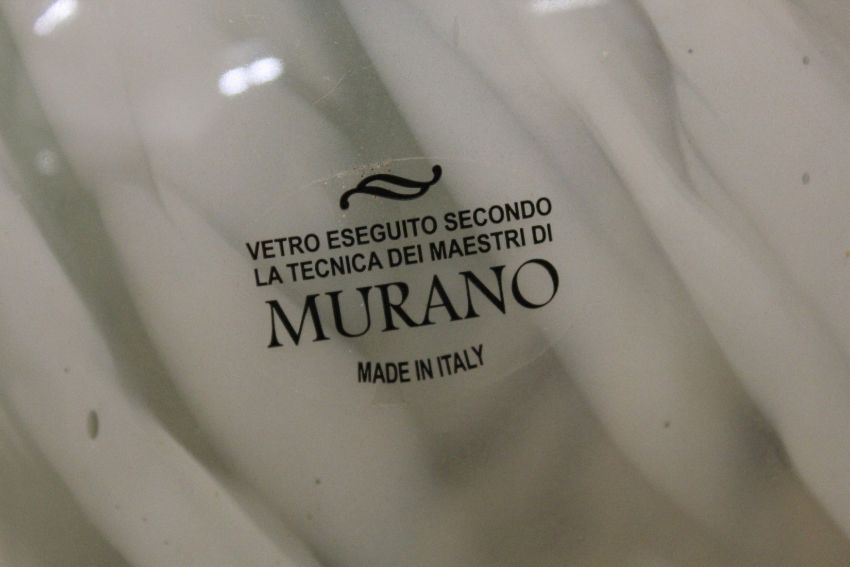 VETRO ESEGUITO SECONDO
LA TECNICA DEI MAESTRI DI
MURANO
MADE IN ITALY